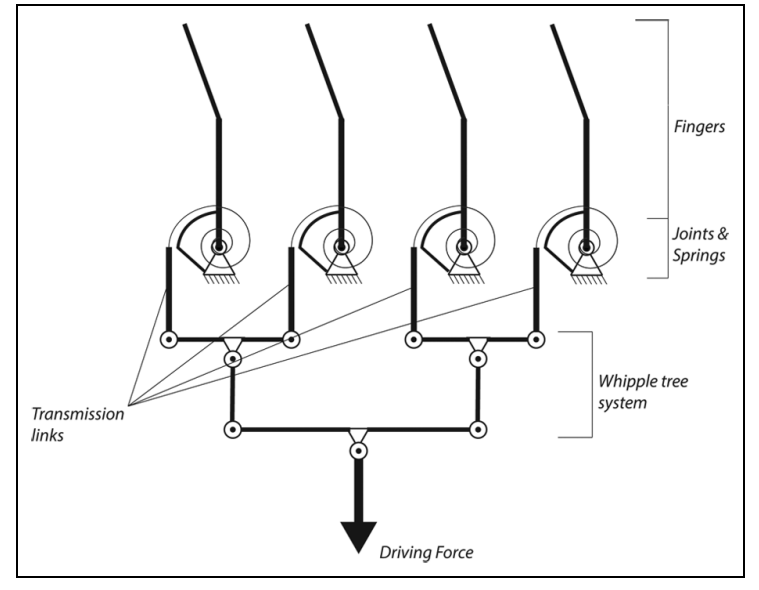 Fingers
Joints &
Springs
Whipple tree
system
Transmission
links
Driving Force